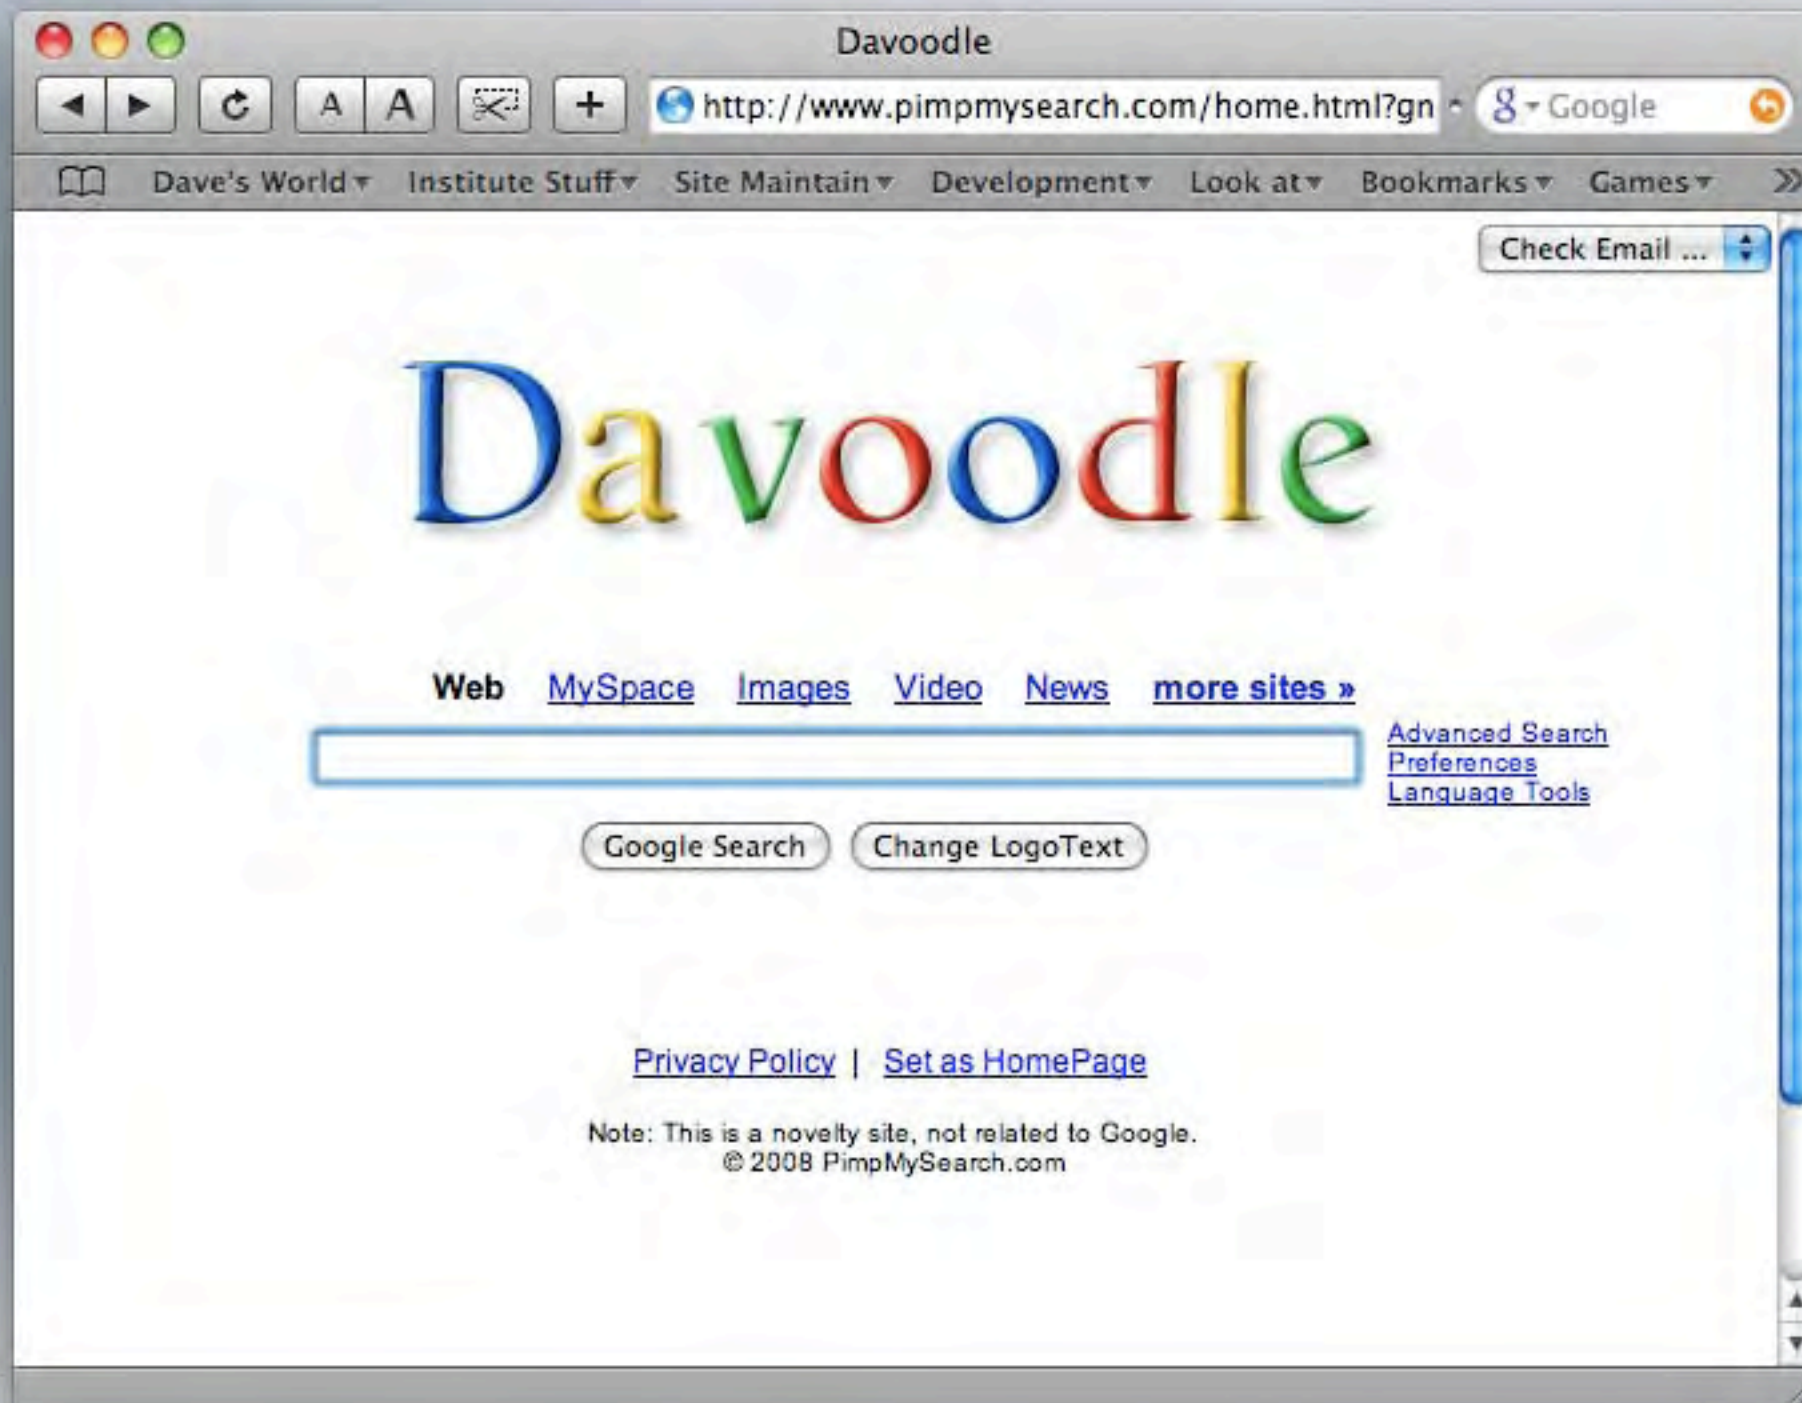 Davoodle
A A + http://www.pimpmysearch.com/home.html?gn g Google
Dave's World Institute Stuff Site Maintain Development Look at Bookmarks Games »
Check Email ...
Davoodle
Web MySpace Images Video News more sites »
Advanced Search
Preferences
Language Tools
Google Search Change LogoText
Privacy Policy | Set as HomePage
Note: This is a novelty site, not related to Google.
© 2008 PimpMySearch.com